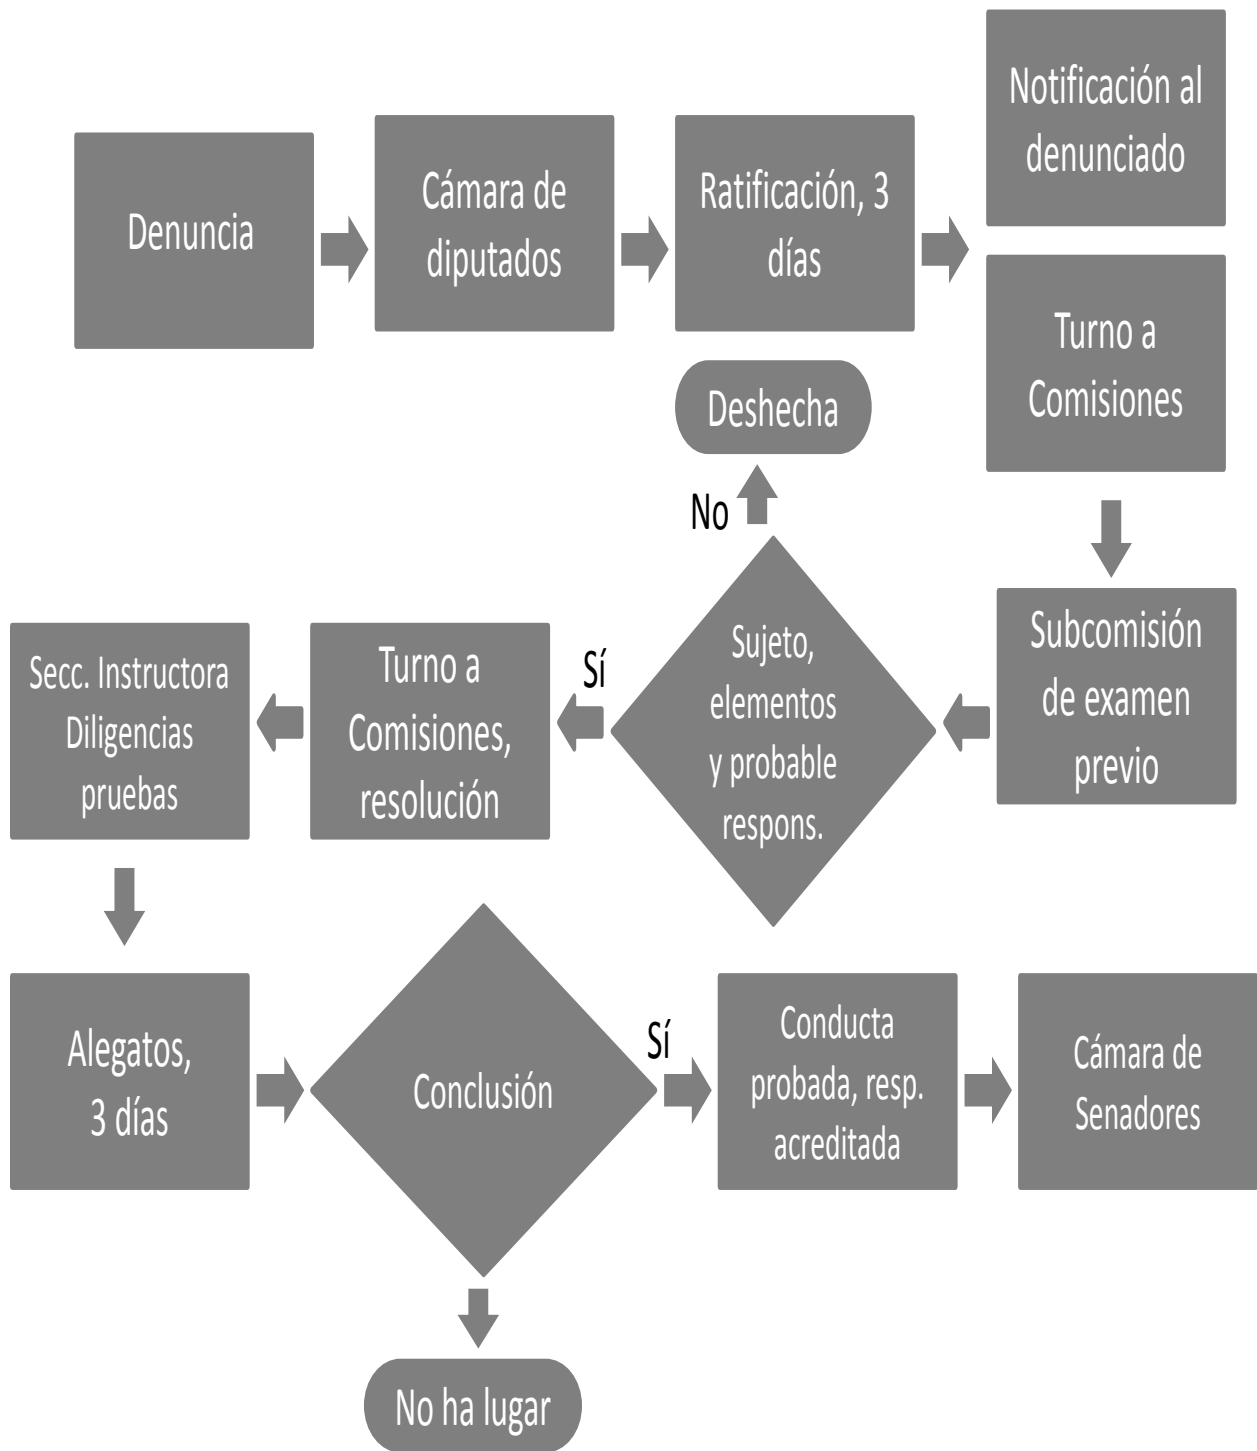 Denuncia
Cámara de
diputados
Ratificación, 3
días
Notificación al
denunciado
Turno a
Comisiones
Deshecha
No
Subcomisión
de examen
previo
Sujeto,
elementos
y probable
respons.
Sí
Turno a
Comisiones,
resolución
Secc. Instructora
Diligencias
pruebas
Alegatos,
3 días
Conclusión
Sí
Conducta
probada, resp.
acreditada
Cámara de
Senadores
No ha lugar